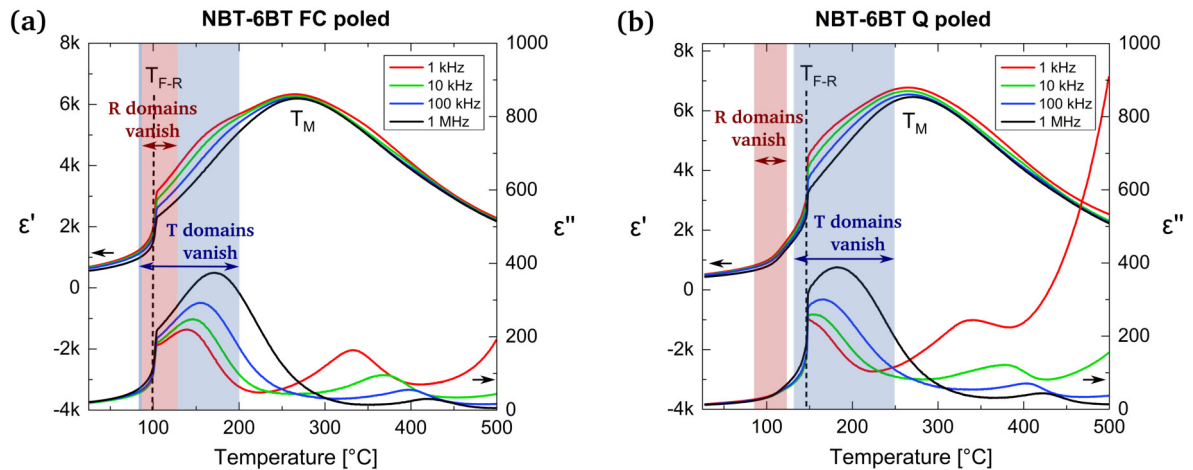 (a)
NBT-6BT FC poled
8k
6k
4k
2k
0
-2k
-4k
ε'
1000
800
600
400
200
0
ε''
1 kHz
10 kHz
100 kHz
1 MHz
T_F-R
R domains
vanish
T_M
T domains
vanish
100
200
300
400
500
Temperature [°C]
(b)
NBT-6BT Q poled
8k
6k
4k
2k
0
-2k
-4k
ε'
1000
800
600
400
200
0
ε''
1 kHz
10 kHz
100 kHz
1 MHz
T_F-R
R domains
vanish
T_M
T domains
vanish
100
200
300
400
500
Temperature [°C]